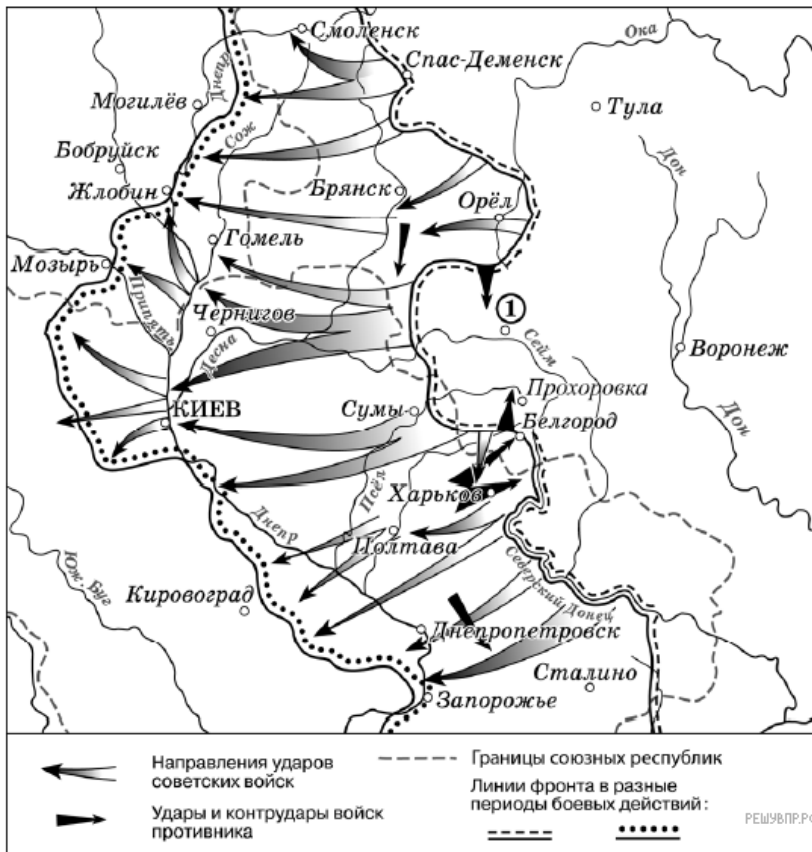 Смоленск
Ока
Днепр
Спас-Деменск
Могилёв
Тула
Сож
Дон
Бобруйск
Жлобин
Брянск
Орёл
Гомель
Мозырь
Припять
Чернигов
1
Сейм
Десна
Воронеж
Прохоровка
КИЕВ
Сумы
Белгород
Дон
Псёл
Харьков
Днепр
Полтава
Юж. Буг
Северский Донец
Кировоград
Днепропетровск
Сталино
Запорожье
Направления ударов
советских войск
Удары и контрудары войск
противника
Границы союзных республик
Линии фронта в разные
периоды боевых действий:
РЕШУВПР.РФ